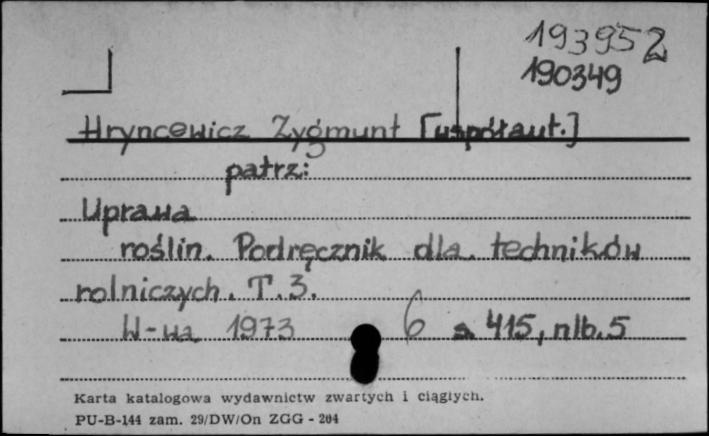 193952
190349
Hryncewicz Zygmunt [współaut.]
patrz:
Uprawa
roślin. Podręcznik dla techników
rolniczych. T.3.
W-wa 1973 6 s. 415, nlb. 5
Karta katalogowa wydawnictw zwartych i ciągłych.
PU-B-144 zam. 29/DW/On ZGG - 204